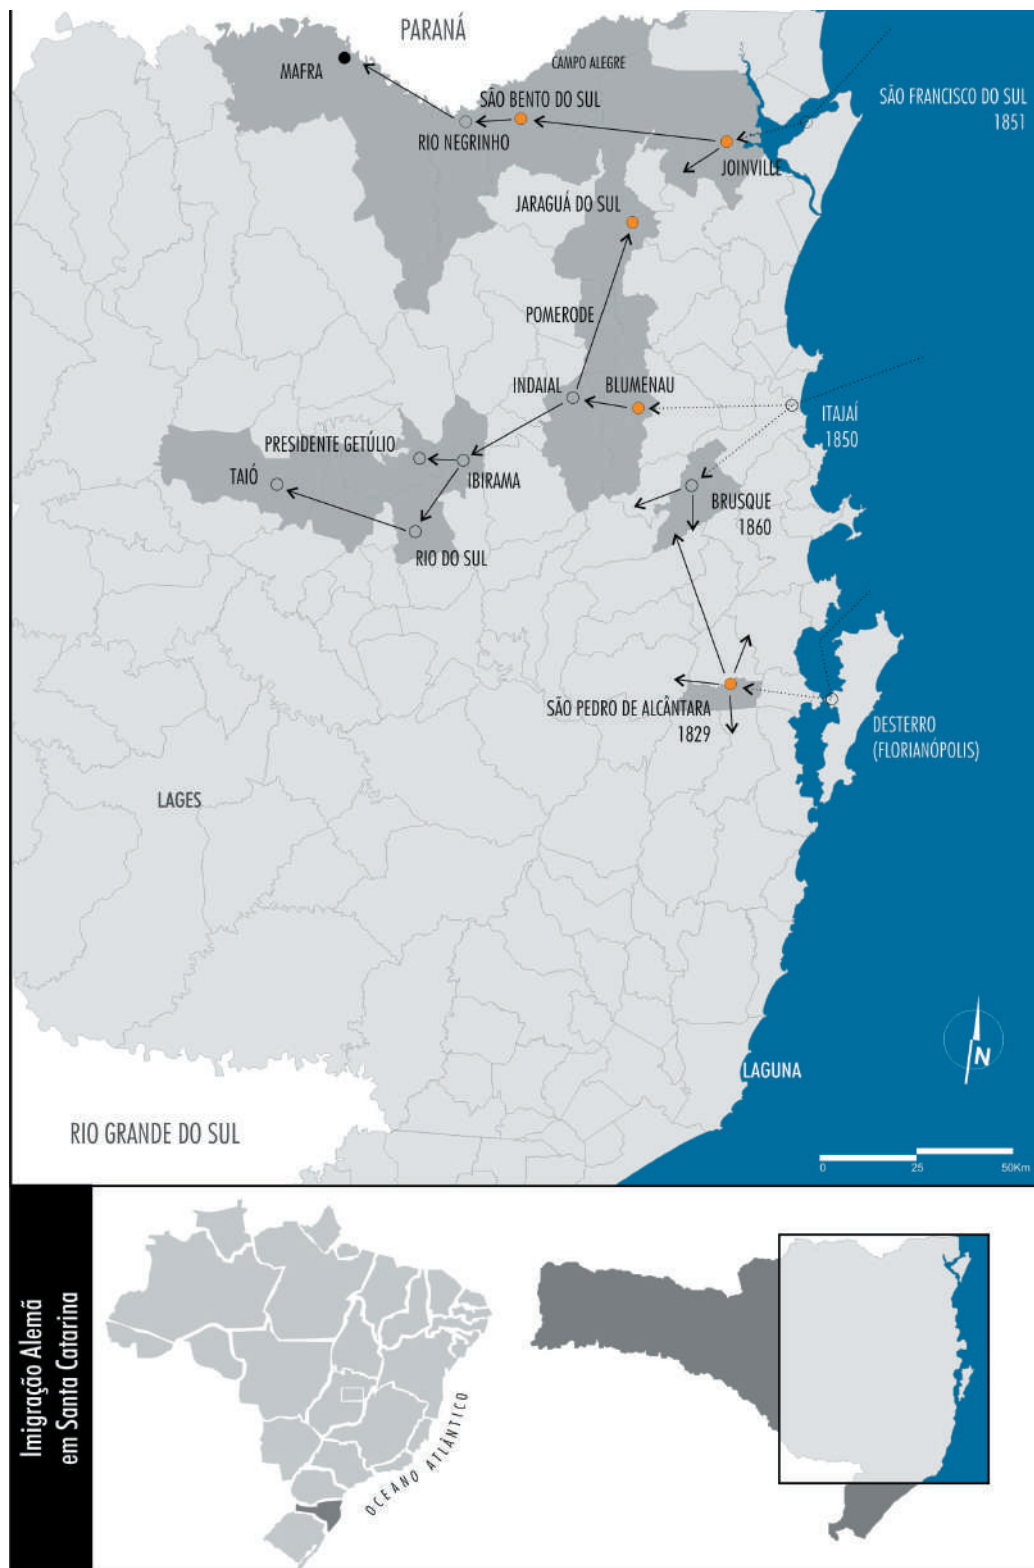 PARANÁ
CAMPO ALEGRE
MAFRA
SÃO BENTO DO SUL
SÃO FRANCISCO DO SUL
1851
RIO NEGRINHO
JOINVILLE
JARAGUÁ DO SUL
POMERODE
INDAIAL
BLUMENAU
ITAJAÍ
1850
PRESIDENTE GETÚLIO
TAIÓ
IBIRAMA
BRUSQUE
1860
RIO DO SUL
SÃO PEDRO DE ALCÂNTARA
1829
DESTERRO
(FLORIANÓPOLIS)
LAGES
N
LAGUNA
RIO GRANDE DO SUL
0 25 50Km
Imigração Alemã
em Santa Catarina
OCEANO ATLÂNTICO